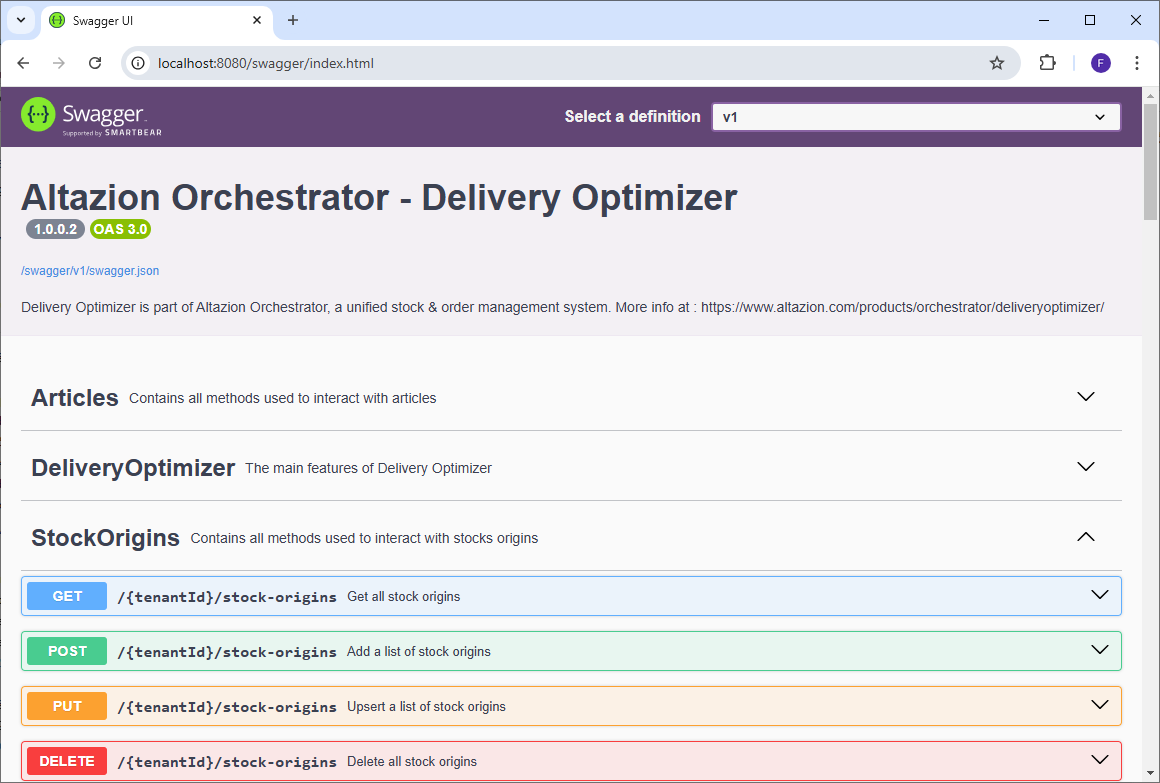 Swagger UI
localhost:8080/swagger/index.html
F
{··}
Swagger.
Supported by SMARTBEAR
Select a definition
v1
Altazion Orchestrator - Delivery Optimizer
1.0.0.2 OAS 3.0
/swagger/v1/swagger.json
Delivery Optimizer is part of Altazion Orchestrator, a unified stock & order management system. More info at : https://www.altazion.com/products/orchestrator/deliveryoptimizer/
Articles Contains all methods used to interact with articles
DeliveryOptimizer The main features of Delivery Optimizer
StockOrigins Contains all methods used to interact with stocks origins
GET /{tenantId}/stock-origins Get all stock origins
POST /{tenantId}/stock-origins Add a list of stock origins
PUT /{tenantId}/stock-origins Upsert a list of stock origins
DELETE /{tenantId}/stock-origins Delete all stock origins